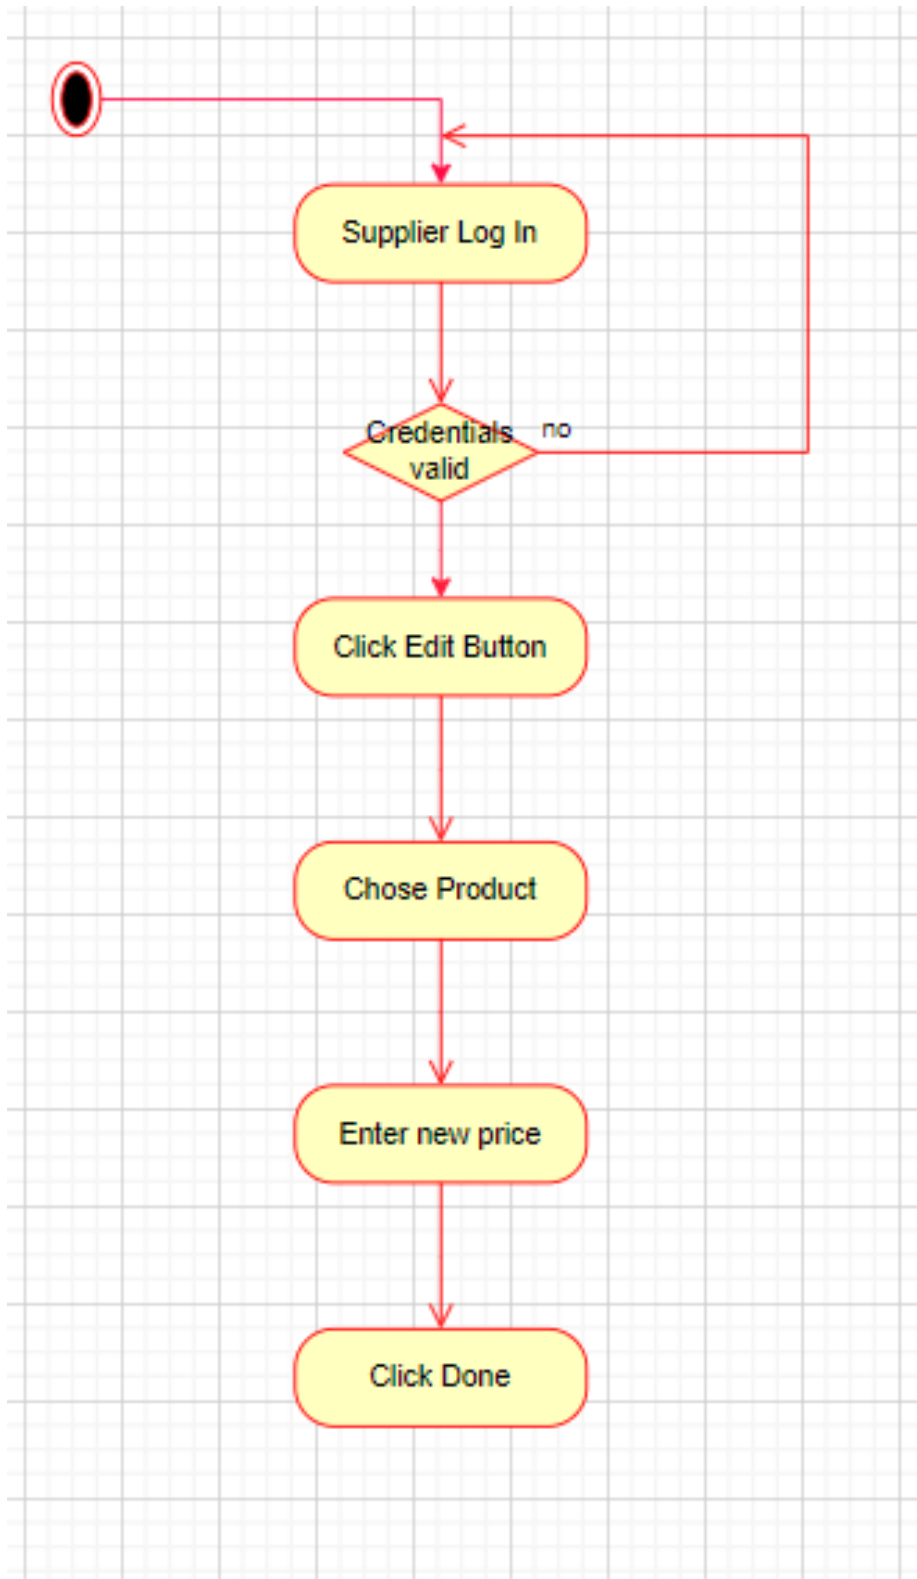 Supplier Log In
Credentials
valid
no
Click Edit Button
Chose Product
Enter new price
Click Done